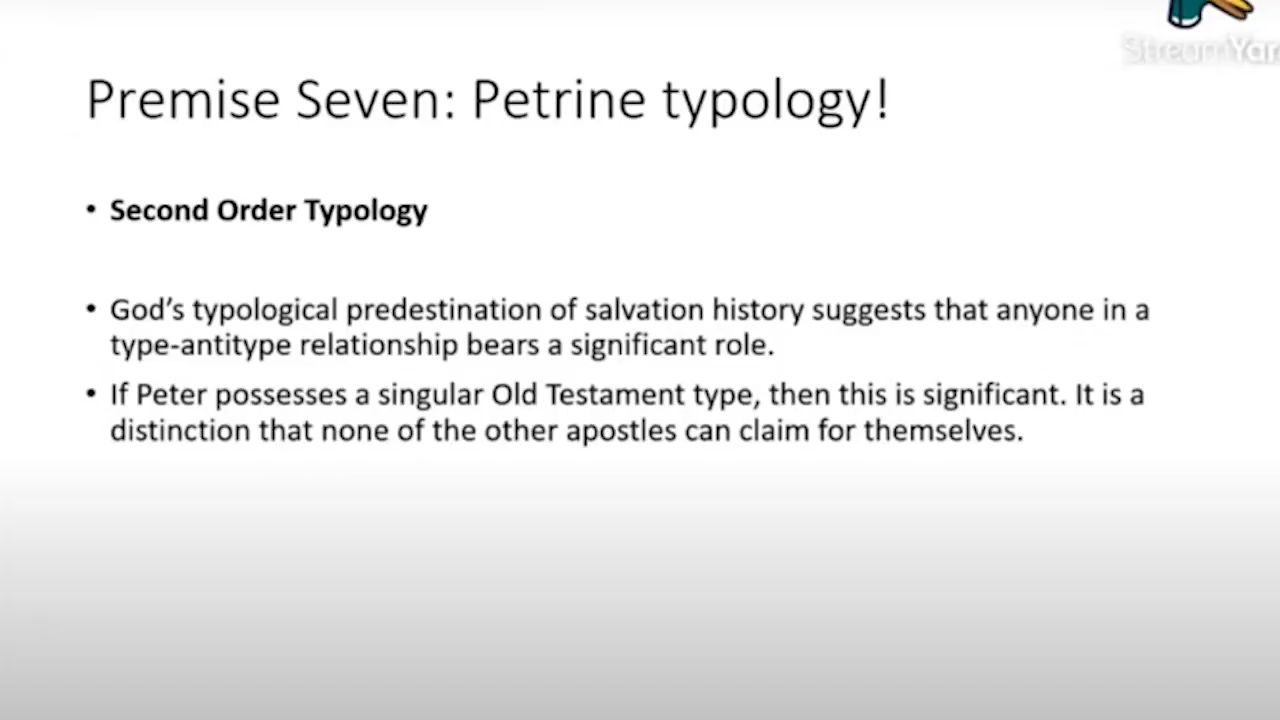 StreamYar
Premise Seven: Petrine typology!
• Second Order Typology
• God’s typological predestination of salvation history suggests that anyone in a
type-antitype relationship bears a significant role.
• If Peter possesses a singular Old Testament type, then this is significant. It is a
distinction that none of the other apostles can claim for themselves.